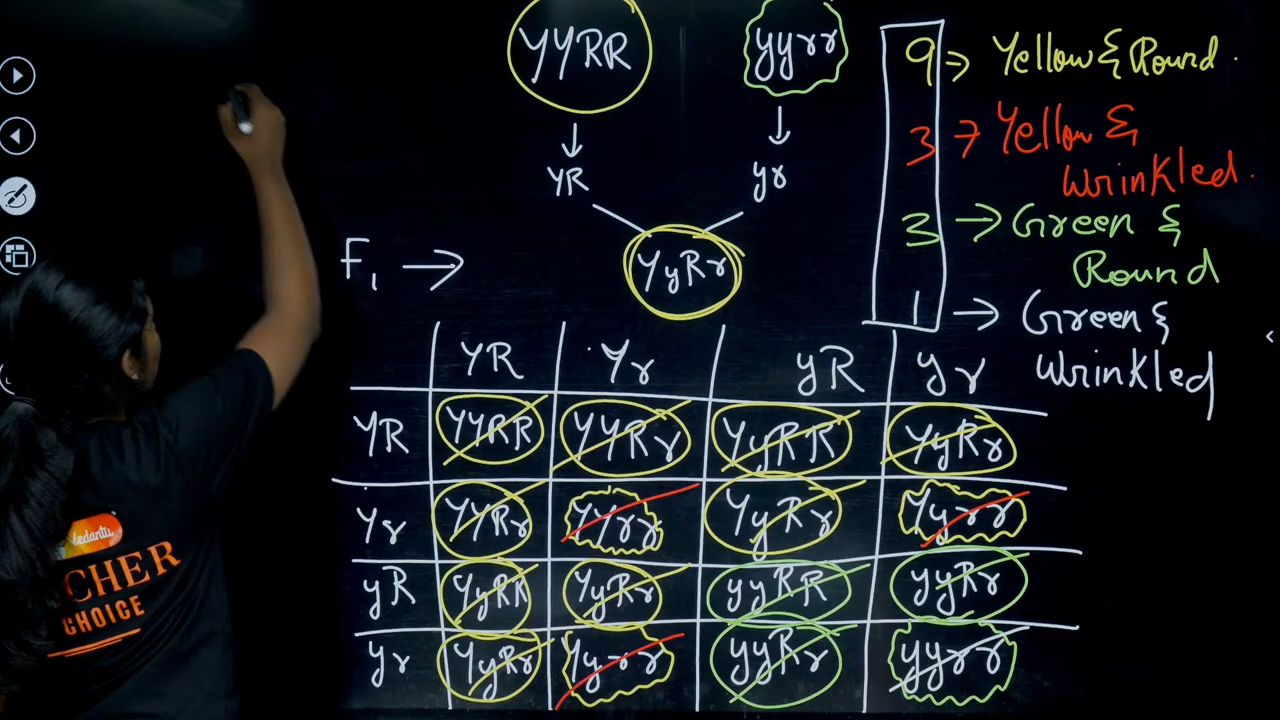 YYRR yyrr
YR yr
F₁ → YyRr
9 → Yellow & Round.
3 → Yellow &
Wrinkled.
3 → Green &
Round
1 → Green &
Wrinkled
YR Yr yR yr
YR YYRR YYRr YyRR YyRr
Yr YYRr YYrr YyRr Yyrr
yR YyRR YyRr yyRR yyRr
yr YyRr Yyrr yyRr yyrr
Vedantu
CHER
CHOICE